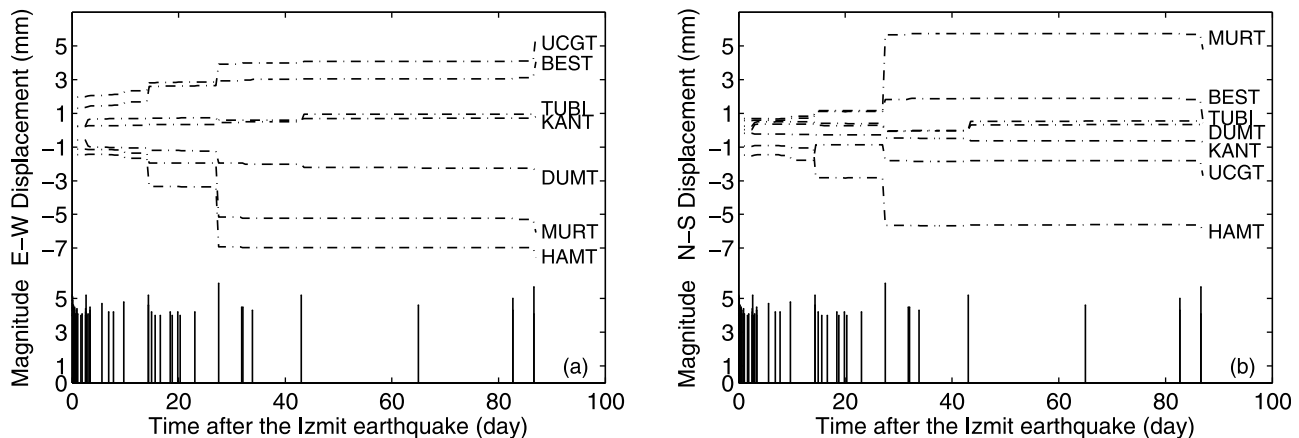 E−W Displacement (mm)
5
3
1
−1
−3
−5
−7
UCGT
BEST
TUBI
KANT
DUMT
MURT
HAMT
Magnitude
5
3
1
0
(a)
0 20 40 60 80 100
Time after the Izmit earthquake (day)
N−S Displacement (mm)
5
3
1
−1
−3
−5
−7
MURT
BEST
TUBI
DUMT
KANT
UCGT
HAMT
Magnitude
5
3
1
0
(b)
0 20 40 60 80 100
Time after the Izmit earthquake (day)